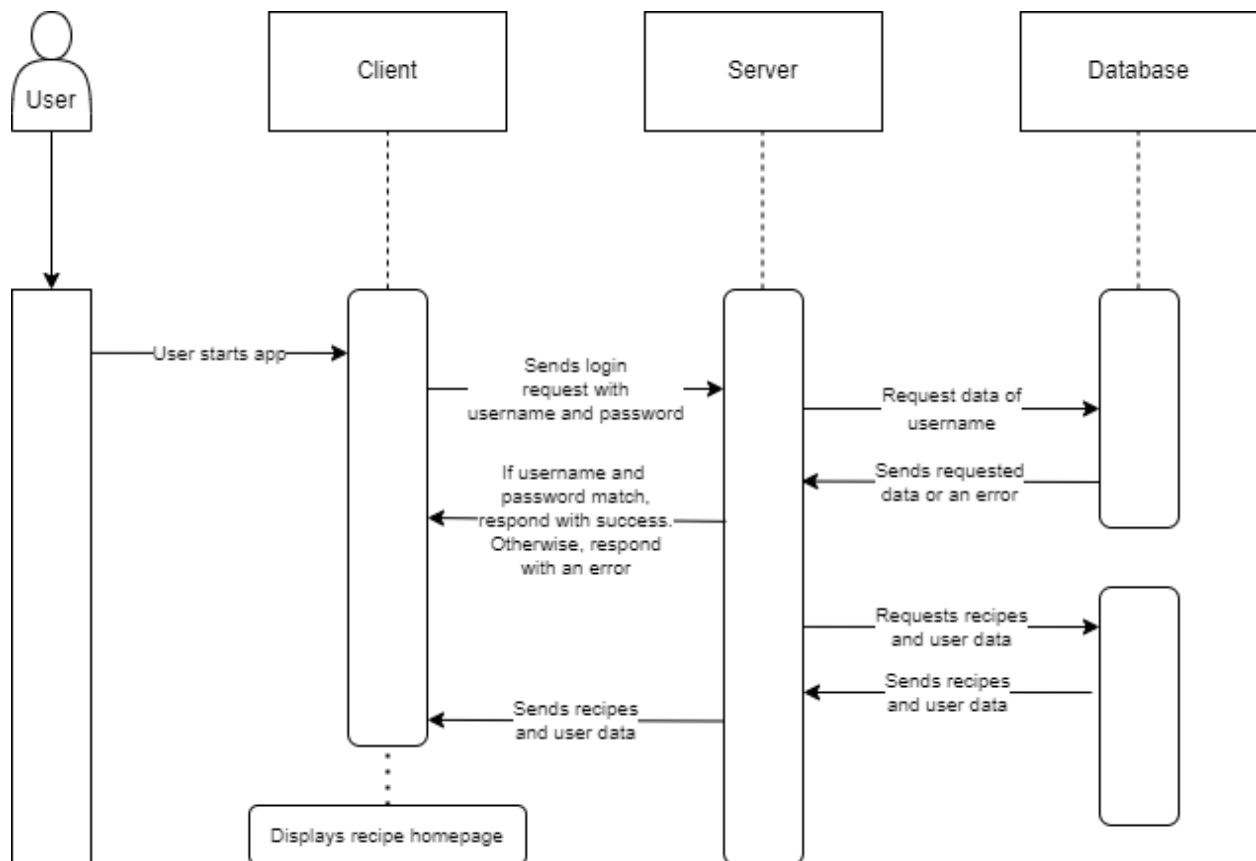 User
Client
Server
Database
User starts app
Sends login
request with
username and password
Request data of
username
Sends requested
data or an error
If username and
password match,
respond with success.
Otherwise, respond
with an error
Requests recipes
and user data
Sends recipes
and user data
Sends recipes
and user data
Displays recipe homepage